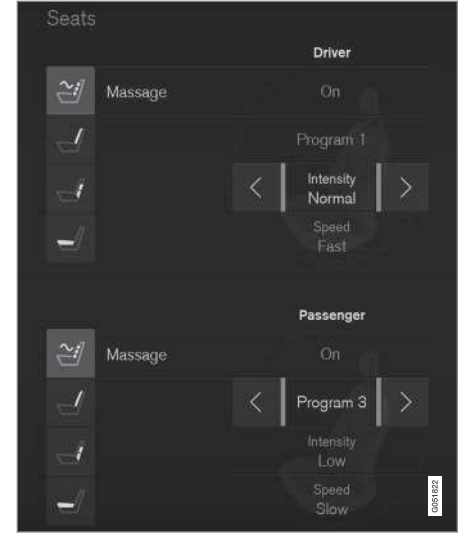 Seats
Driver
Massage
On
Program 1
Intensity
Normal
Speed
Fast
Passenger
Massage
On
Program 3
Intensity
Low
Speed
Slow
G051822